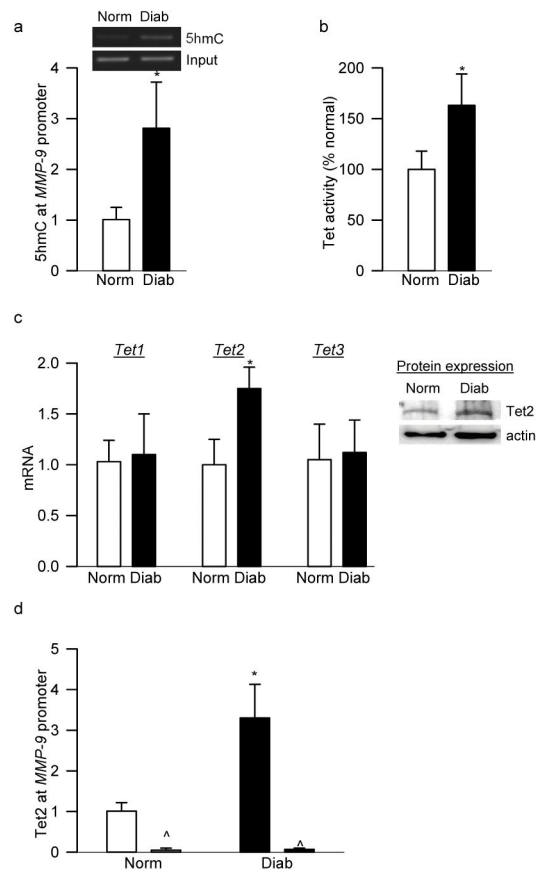 a
Norm Diab
5hmC
Input
5hmC at MMP-9 promoter
4
3
2
1
0
*
Norm Diab
b
Tet activity (% normal)
200
150
100
50
0
*
Norm Diab
c
Tet1 Tet2 Tet3
mRNA
2.0
1.5
1.0
0.5
0.0
*
Norm Diab Norm Diab Norm Diab
Protein expression
Norm Diab
Tet2
actin
d
Tet2 at MMP-9 promoter
5
4
3
2
1
0
*
^ ^
Norm Diab